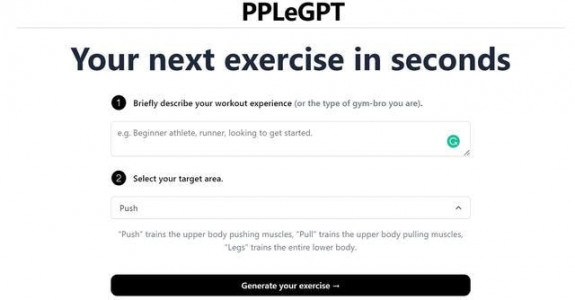 PPLeGPT
Your next exercise in seconds
1 Briefly describe your workout experience (or the type of gym-bro you are).
e.g. Beginner athlete, runner, looking to get started.
2 Select your target area.
Push
"Push" trains the upper body pushing muscles, "Pull" trains the upper body pulling muscles,
"Legs" trains the entire lower body.
Generate your exercise →